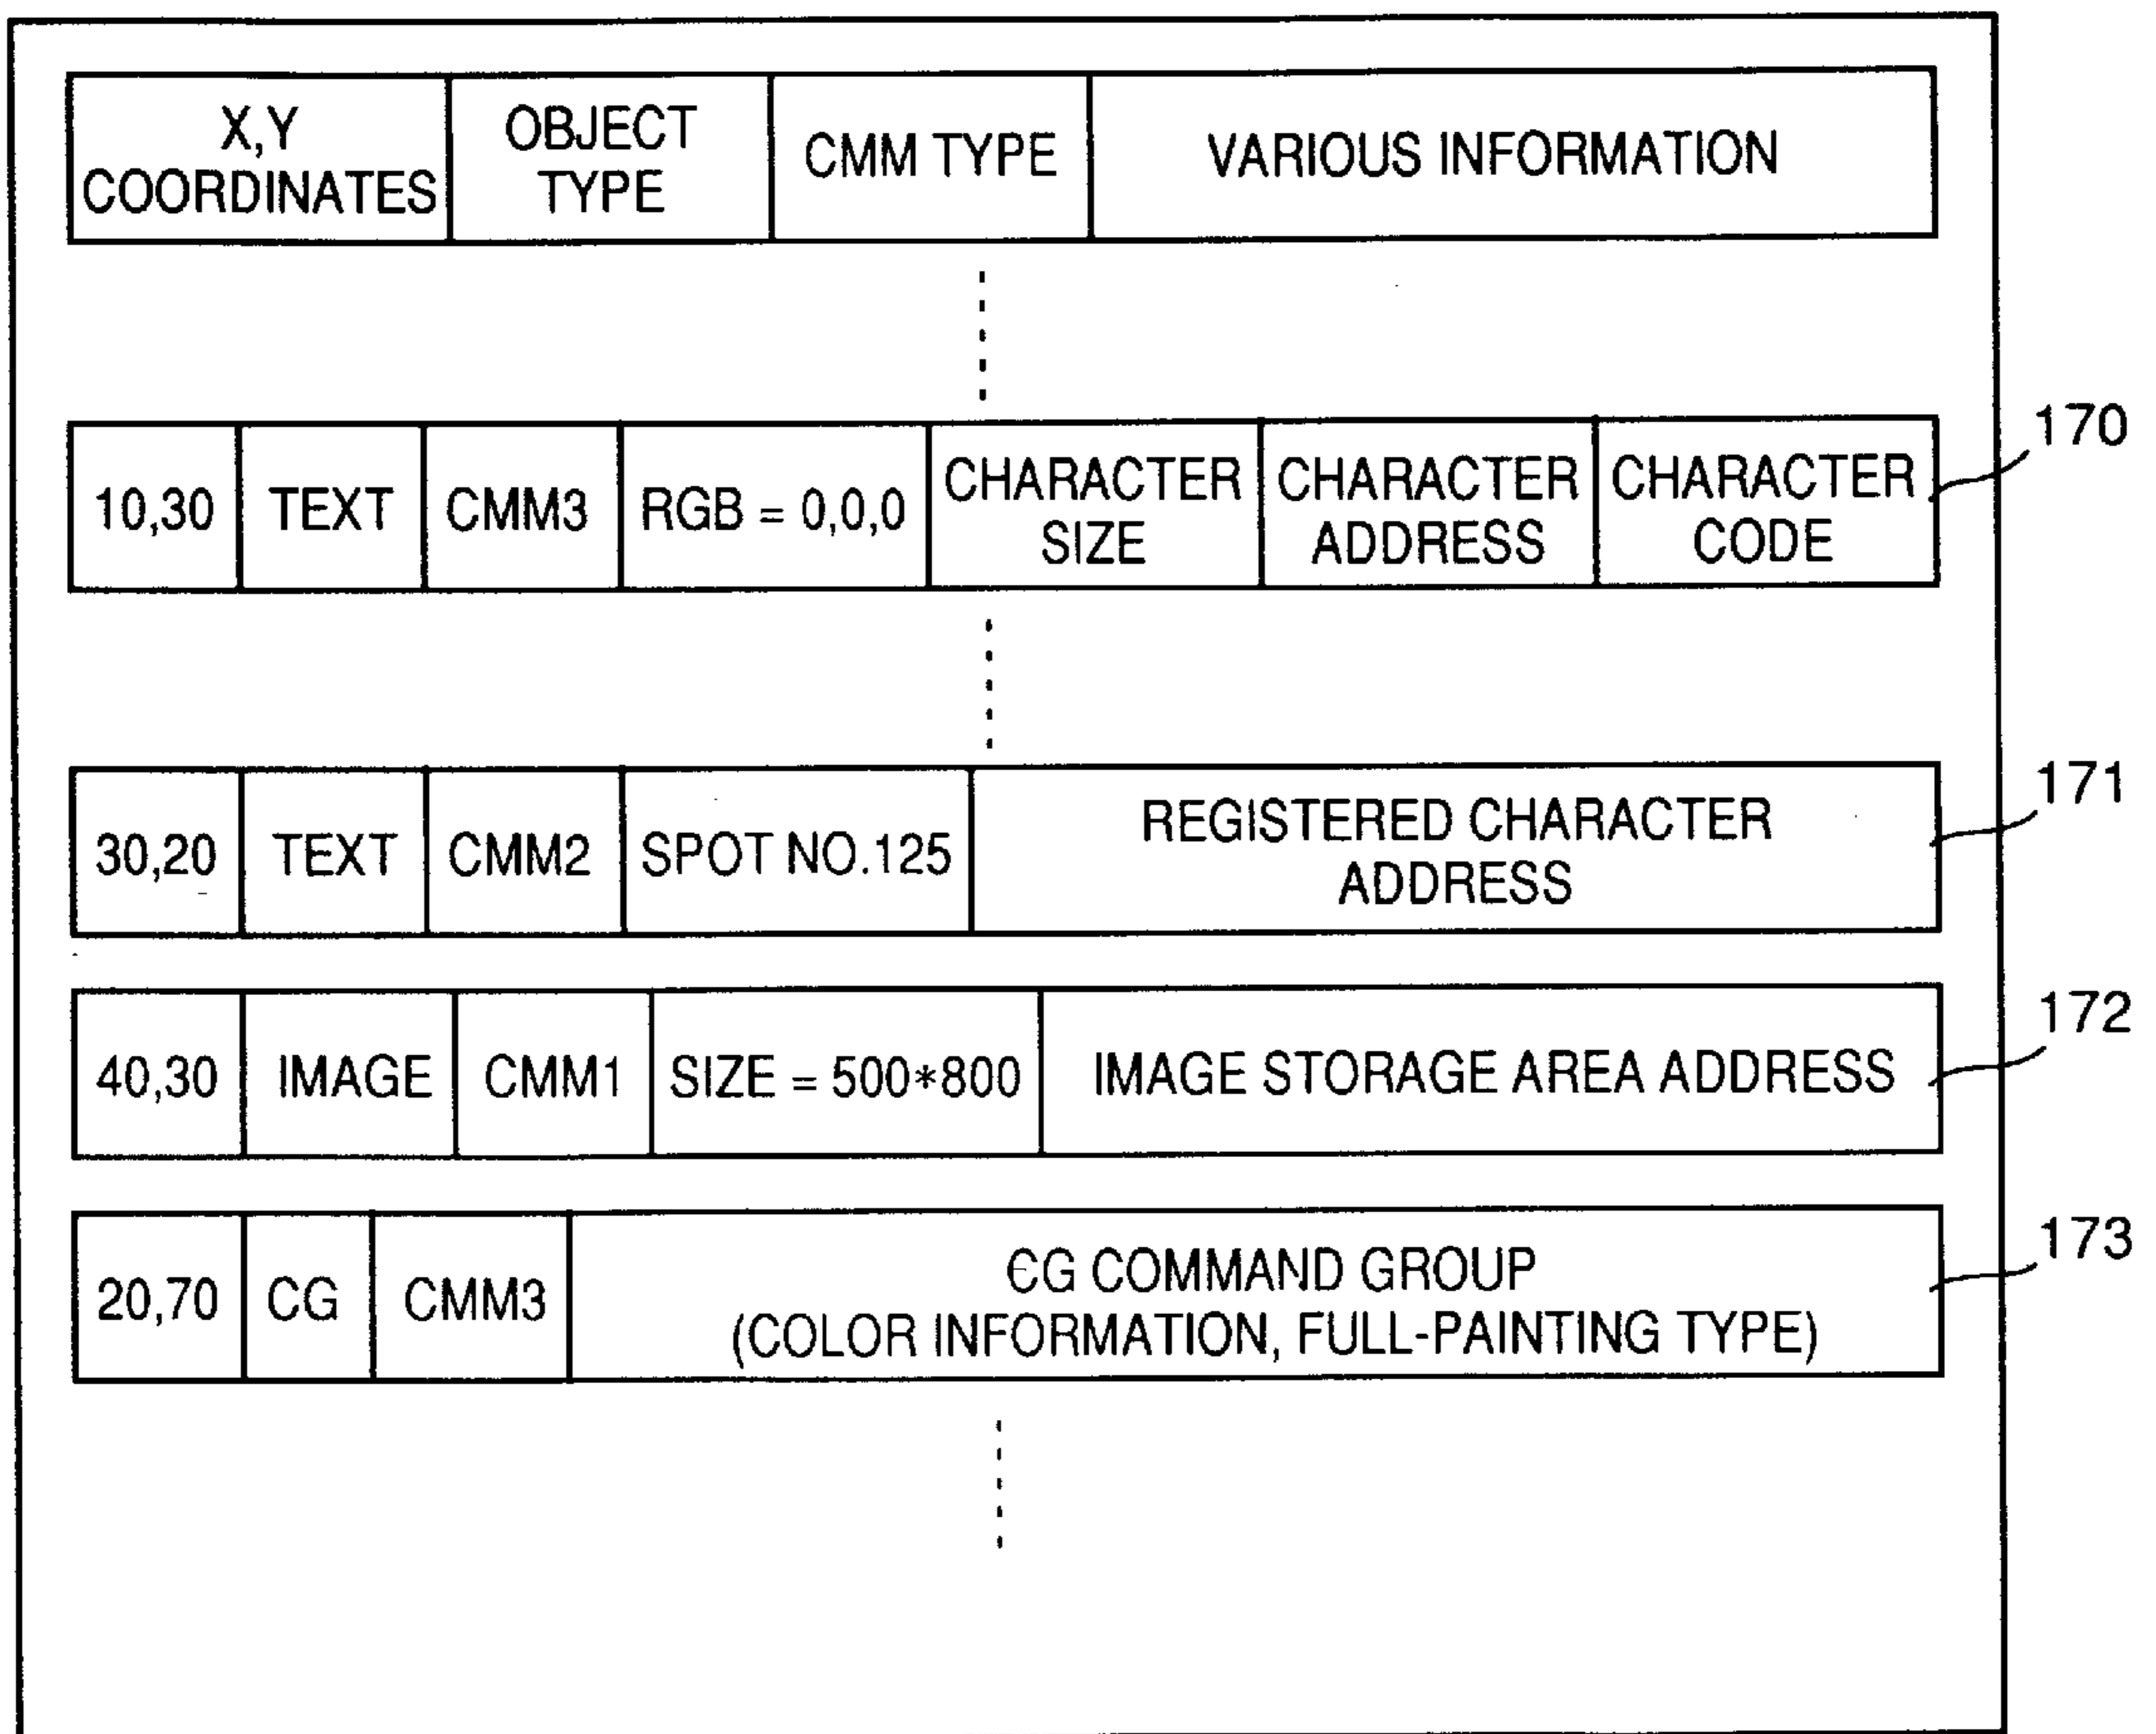 X,Y
COORDINATES
OBJECT
TYPE
CMM TYPE
VARIOUS INFORMATION
10,30
TEXT
CMM3
RGB = 0,0,0
CHARACTER
SIZE
CHARACTER
ADDRESS
CHARACTER
CODE
170
30,20
TEXT
CMM2
SPOT NO.125
REGISTERED CHARACTER
ADDRESS
171
40,30
IMAGE
CMM1
SIZE = 500*800
IMAGE STORAGE AREA ADDRESS
172
20,70
CG
CMM3
CG COMMAND GROUP
(COLOR INFORMATION, FULL-PAINTING TYPE)
173